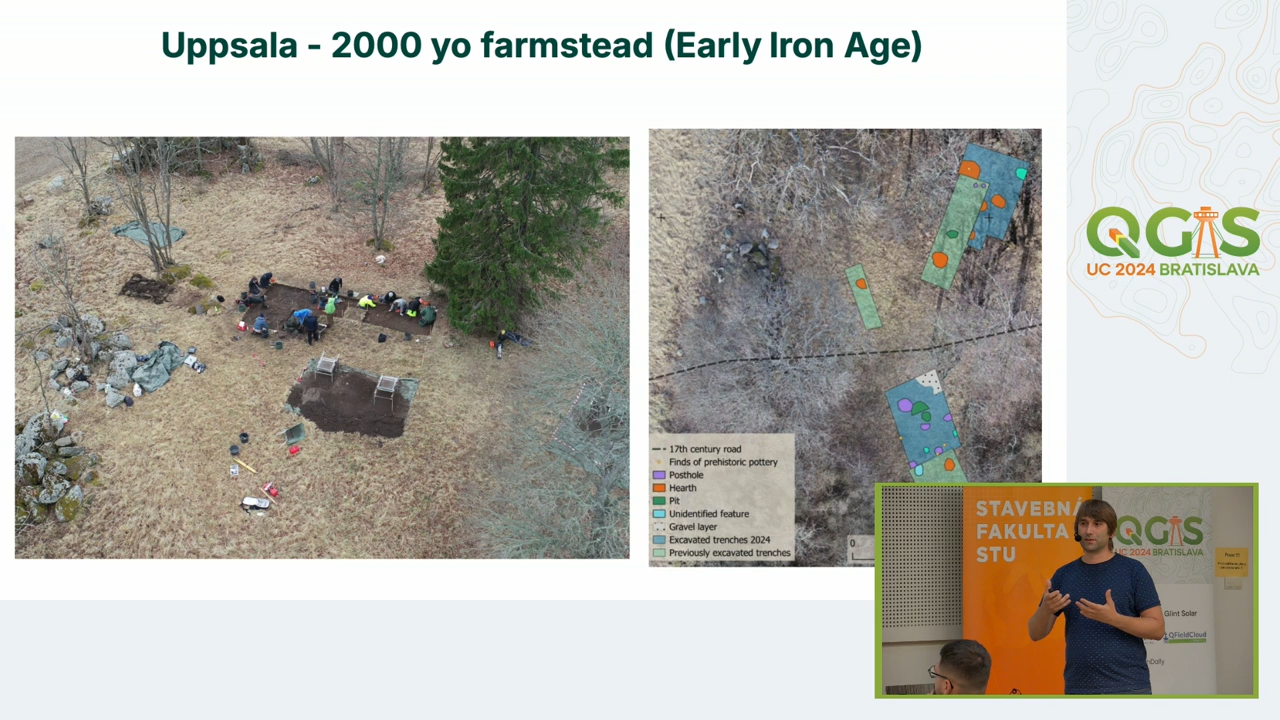 Uppsala - 2000 yo farmstead (Early Iron Age)
QGIS
UC 2024 BRATISLAVA
17th century road
Finds of prehistoric pottery
Posthole
Hearth
Pit
Unidentified feature
Gravel layer
Excavated trenches 2024
Previously excavated trenches
0
STAVEBNÁ
FAKULTA
STU
QGIS
UC 2024 BRATISLAVA
Glint Solar
QFieldCloud